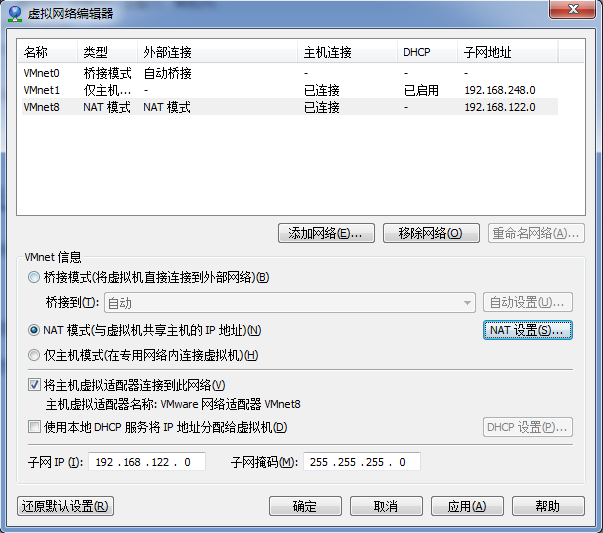 虚拟网络编辑器
名称 类型 外部连接 主机连接 DHCP 子网地址
VMnet0 桥接模式 自动桥接 - - -
VMnet1 仅主机... - 已连接 已启用 192.168.248.0
VMnet8 NAT 模式 NAT 模式 已连接 - 192.168.122.0
添加网络(E)... 移除网络(O) 重命名网络(A)...
VMnet 信息
桥接模式(将虚拟机直接连接到外部网络)(B)
桥接到(T): 自动 自动设置(U)...
NAT 模式(与虚拟机共享主机的 IP 地址)(N) NAT 设置(S)...
仅主机模式(在专用网络内连接虚拟机)(H)
将主机虚拟适配器连接到此网络(V)
主机虚拟适配器名称: VMware 网络适配器 VMnet8
使用本地 DHCP 服务将 IP 地址分配给虚拟机(D) DHCP 设置(P)...
子网 IP (I): 192 .168 .122 . 0 子网掩码(M): 255 .255 .255 . 0
还原默认设置(R) 确定 取消 应用(A) 帮助